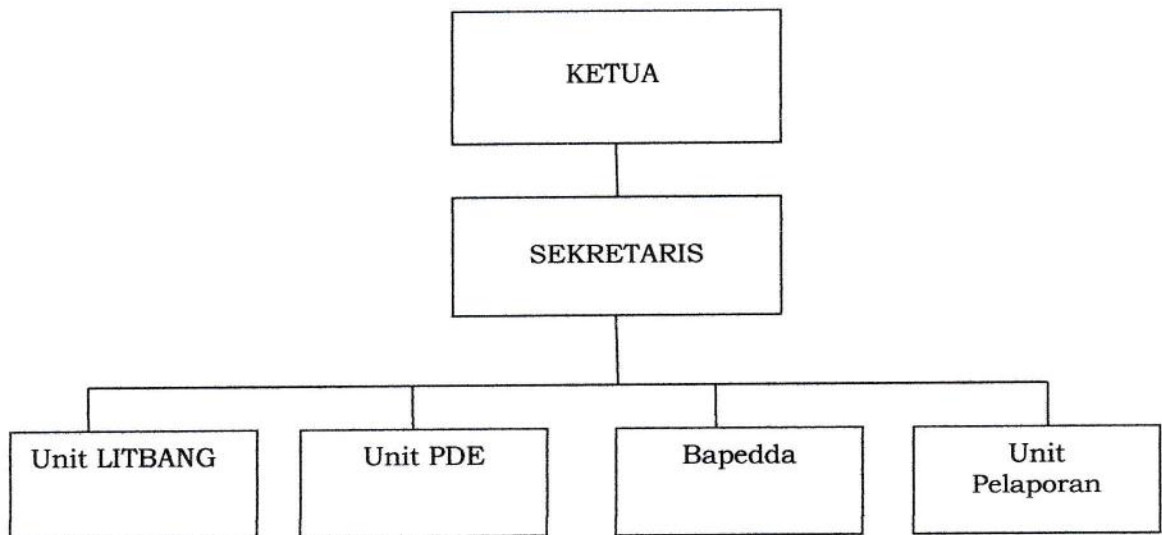 KETUA
SEKRETARIS
Unit LITBANG
Unit PDE
Bapedda
Unit
Pelaporan